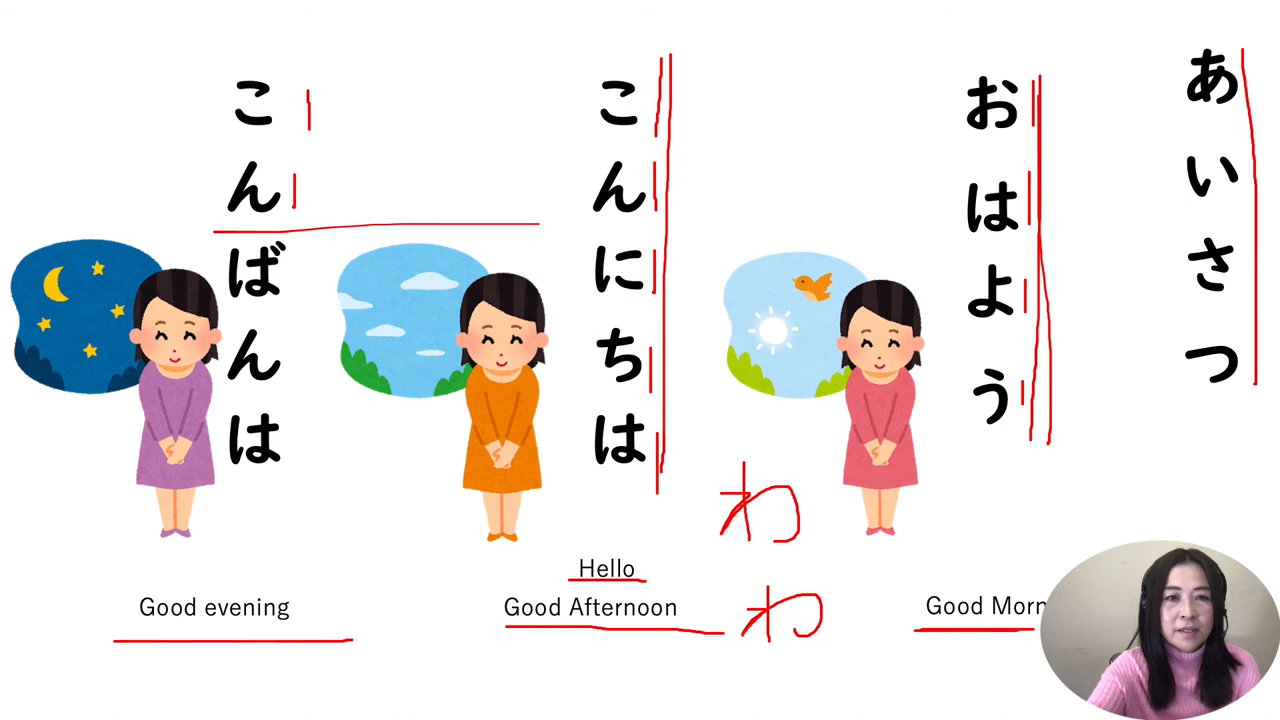 あいさつ
おはよう
こんにちは
こんばんは
わ
わ
Hello
Good evening
Good Afternoon
Good Morn